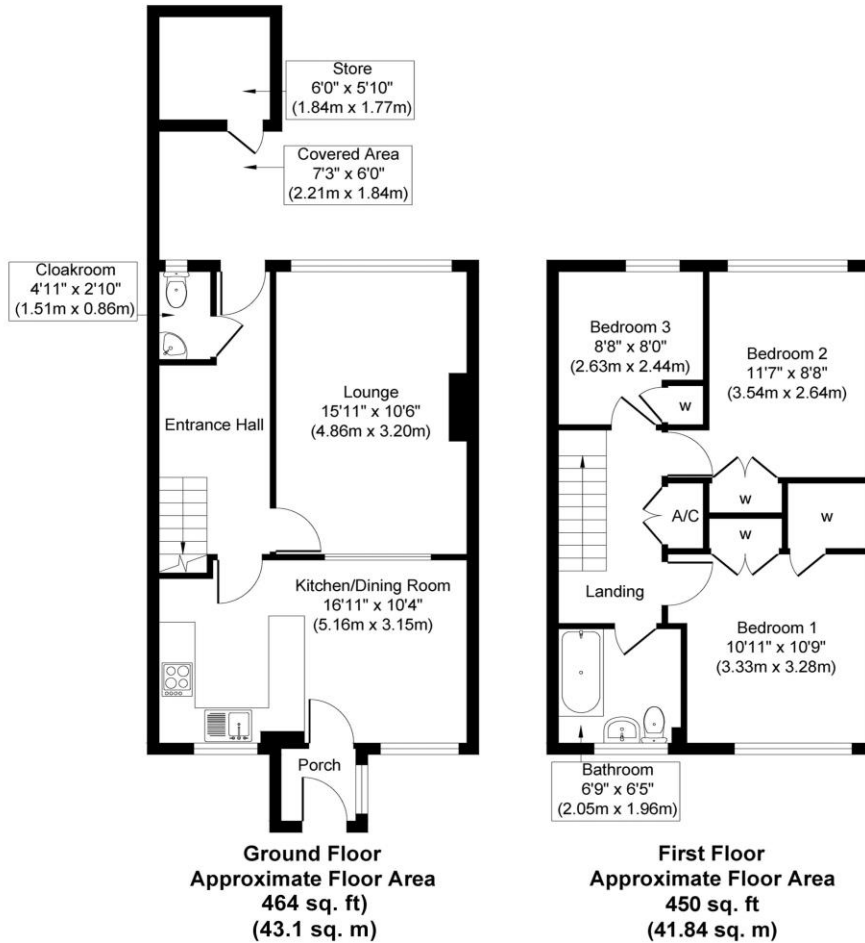 Store
6'0" x 5'10"
(1.84m x 1.77m)
Covered Area
7'3" x 6'0"
(2.21m x 1.84m)
Cloakroom
4'11" x 2'10"
(1.51m x 0.86m)
Entrance Hall
Lounge
15'11" x 10'6"
(4.86m x 3.20m)
Kitchen/Dining Room
16'11" x 10'4"
(5.16m x 3.15m)
Porch
Ground Floor
Approximate Floor Area
464 sq. ft)
(43.1 sq. m)
Bedroom 3
8'8" x 8'0"
(2.63m x 2.44m)
Bedroom 2
11'7" x 8'8"
(3.54m x 2.64m)
w
w
w
w
A/C
Landing
Bedroom 1
10'11" x 10'9"
(3.33m x 3.28m)
Bathroom
6'9" x 6'5"
(2.05m x 1.96m)
First Floor
Approximate Floor Area
450 sq. ft
(41.84 sq. m)